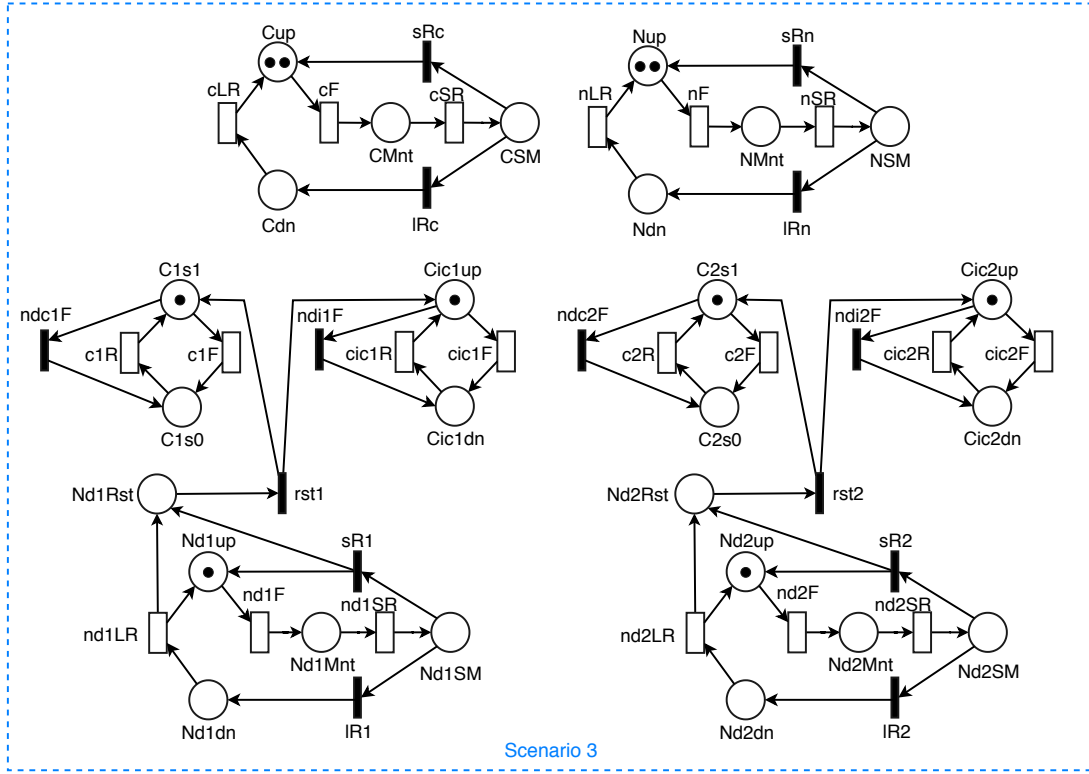 Cup
sRc
Nup
sRn
cLR
cF
cSR
nLR
nF
nSR
CMnt
CSM
NMnt
NSM
Cdn
lRc
Ndn
lRn
C1s1
Cic1up
C2s1
Cic2up
ndc1F
ndi1F
ndc2F
ndi2F
c1R
c1F
cic1R
cic1F
c2R
c2F
cic2R
cic2F
C1s0
Cic1dn
C2s0
Cic2dn
Nd1Rst
rst1
Nd2Rst
rst2
Nd1up
sR1
Nd2up
sR2
nd1F
nd1SR
nd2F
nd2SR
nd1LR
Nd1Mnt
Nd1SM
nd2LR
Nd2Mnt
Nd2SM
Nd1dn
lR1
Nd2dn
lR2
Scenario 3